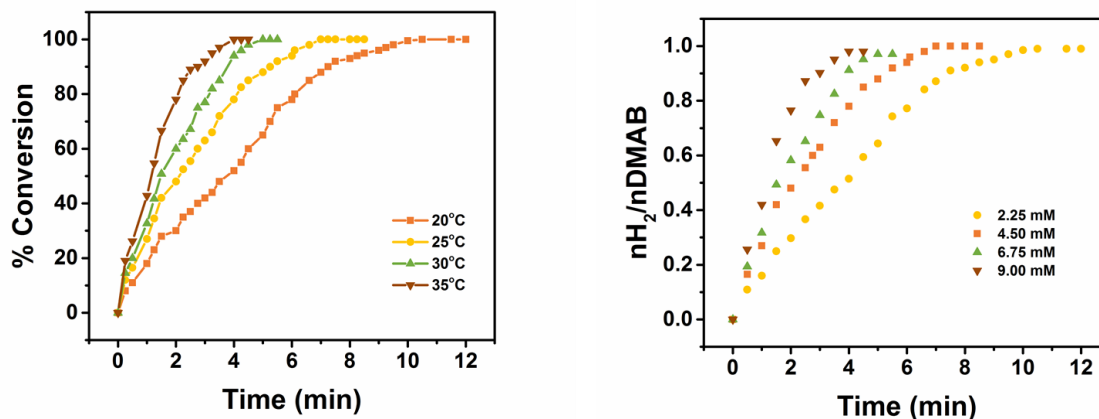 % Conversion
100
80
60
40
20
0
20°C
25°C
30°C
35°C
0 2 4 6 8 10 12
Time (min)
nH₂/nDMAB
1.0
0.8
0.6
0.4
0.2
0.0
2.25 mM
4.50 mM
6.75 mM
9.00 mM
0 2 4 6 8 10 12
Time (min)